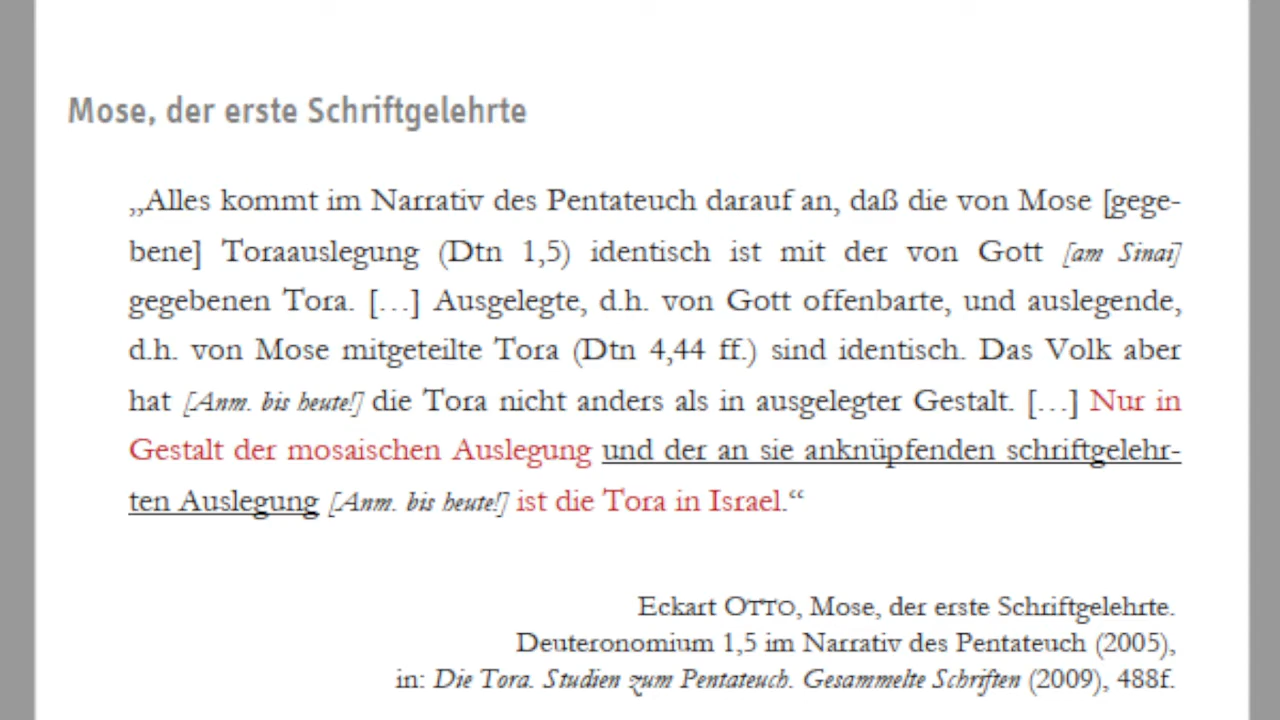 Mose, der erste Schriftgelehrte
„Alles kommt im Narrativ des Pentateuch darauf an, daß die von Mose [gege-
bene] Toraauslegung (Dtn 1,5) identisch ist mit der von Gott [am Sinai]
gegebenen Tora. […] Ausgelegte, d.h. von Gott offenbarte, und auslegende,
d.h. von Mose mitgeteilte Tora (Dtn 4,44 ff.) sind identisch. Das Volk aber
hat [Anm. bis heute!] die Tora nicht anders als in ausgelegter Gestalt. […] Nur in
Gestalt der mosaischen Auslegung und der an sie anknüpfenden schriftgelehr-
ten Auslegung [Anm. bis heute!] ist die Tora in Israel.“
Eckart OTTO, Mose, der erste Schriftgelehrte.
Deuteronomium 1,5 im Narrativ des Pentateuch (2005),
in: Die Tora. Studien zum Pentateuch. Gesammelte Schriften (2009), 488f.